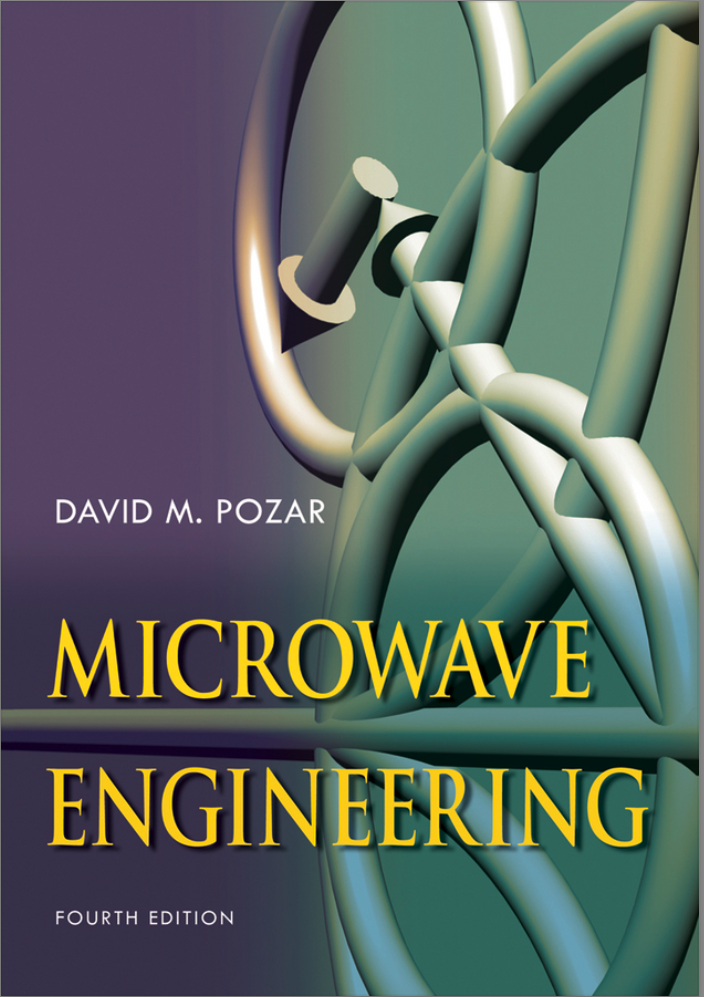 DAVID M. POZAR
MICROWAVE
ENGINEERING
FOURTH EDITION